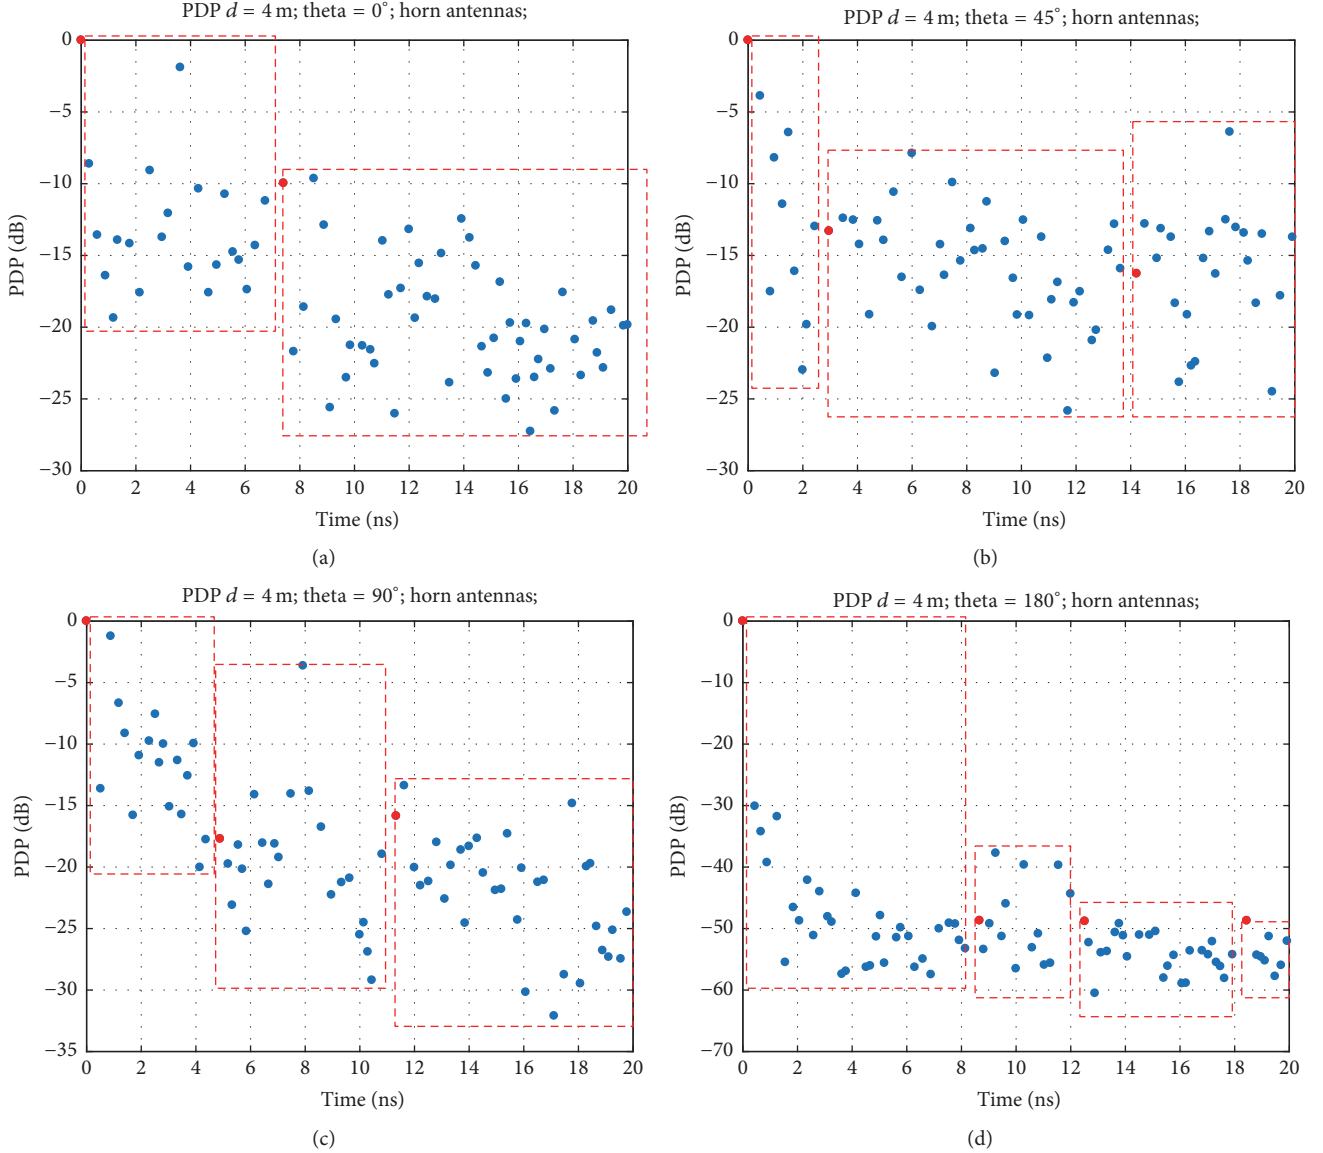 PDP d = 4 m; theta = 0°; horn antennas;
0
−5
−10
−15
−20
−25
−30
PDP (dB)
0 2 4 6 8 10 12 14 16 18 20
Time (ns)
(a)
PDP d = 4 m; theta = 45°; horn antennas;
0
−5
−10
−15
−20
−25
−30
PDP (dB)
0 2 4 6 8 10 12 14 16 18 20
Time (ns)
(b)
PDP d = 4 m; theta = 90°; horn antennas;
0
−5
−10
−15
−20
−25
−30
−35
PDP (dB)
0 2 4 6 8 10 12 14 16 18 20
Time (ns)
(c)
PDP d = 4 m; theta = 180°; horn antennas;
0
−10
−20
−30
−40
−50
−60
−70
PDP (dB)
0 2 4 6 8 10 12 14 16 18 20
Time (ns)
(d)